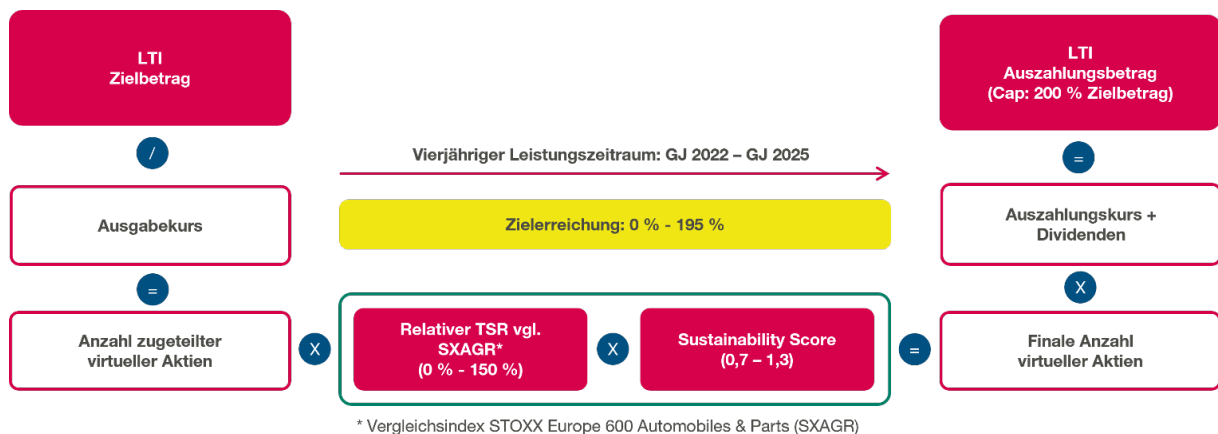 LTI
Zielbetrag
/
Ausgabekurs
=
Anzahl zugeteilter
virtueller Aktien
X
Vierjähriger Leistungszeitraum: GJ 2022 – GJ 2025
Zielerreichung: 0 % - 195 %
Relativer TSR vgl.
SXAGR*
(0 % - 150 %)
X
Sustainability Score
(0,7 – 1,3)
=
LTI
Auszahlungsbetrag
(Cap: 200 % Zielbetrag)
=
Auszahlungskurs +
Dividenden
X
Finale Anzahl
virtueller Aktien
* Vergleichsindex STOXX Europe 600 Automobiles & Parts (SXAGR)